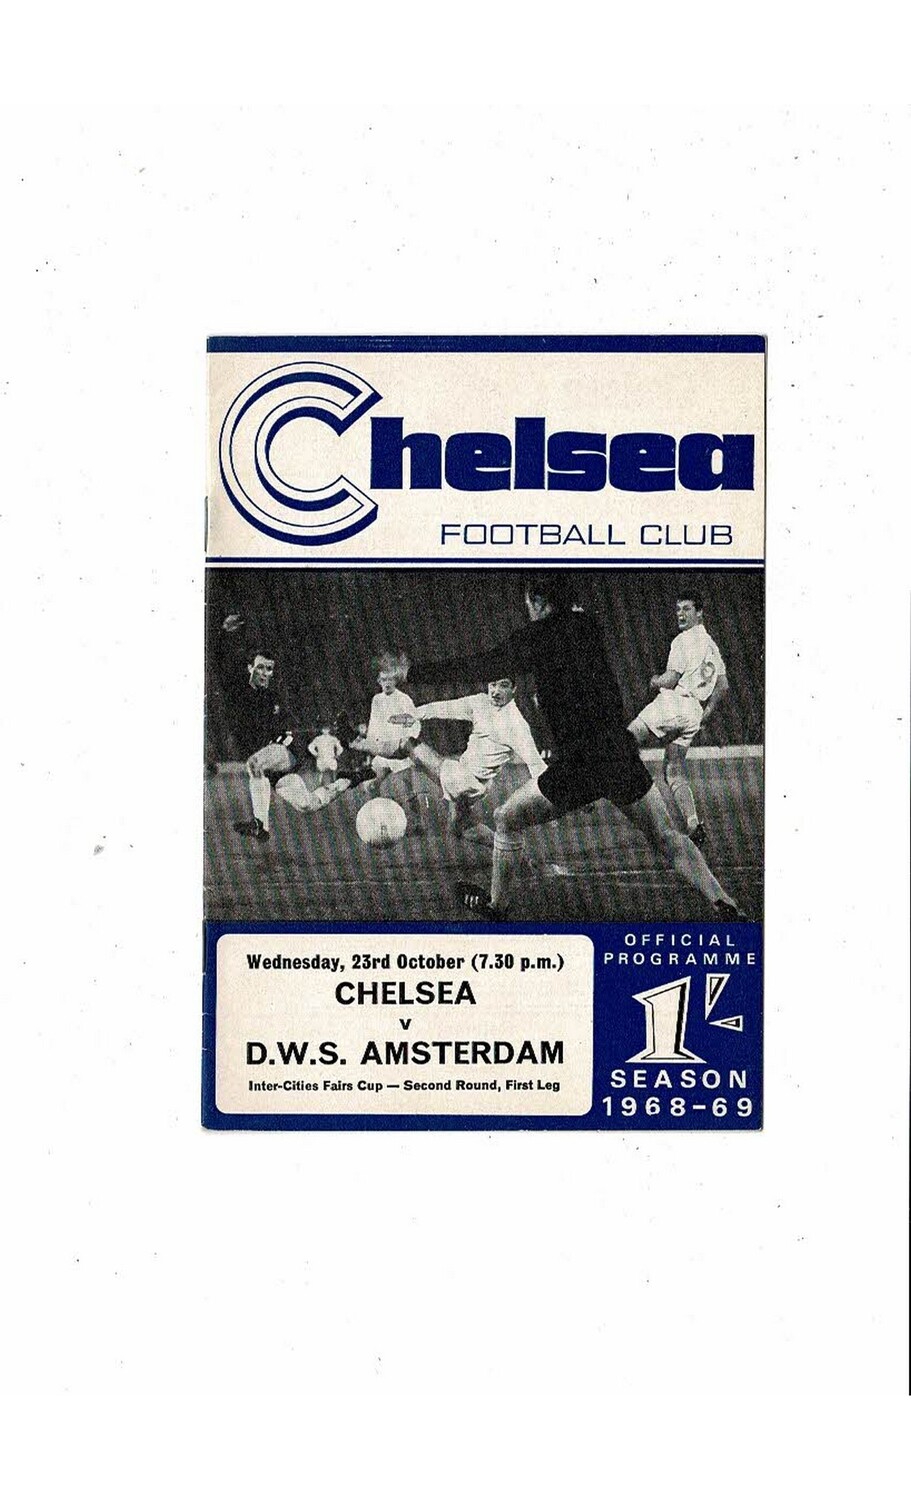 Chelsea
FOOTBALL CLUB
Wednesday, 23rd October (7.30 p.m.)
CHELSEA
v
D.W.S. AMSTERDAM
Inter-Cities Fairs Cup — Second Round, First Leg
OFFICIAL
PROGRAMME
1/-
SEASON
1968-69